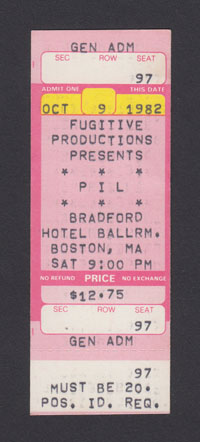 GEN ADM
SEC ROW SEAT
97
ADMIT ONE THIS DATE
OCT 9 1982
FUGITIVE
PRODUCTIONS
PRESENTS
* * *
PIL
* * *
BRADFORD
HOTEL BALLRM.
BOSTON, MA
SAT 9:00 PM
NO REFUND PRICE NO EXCHANGE
$12.75
SEC ROW SEAT
97
GEN ADM
97
MUST BE 20.
POS. ID. REQ.